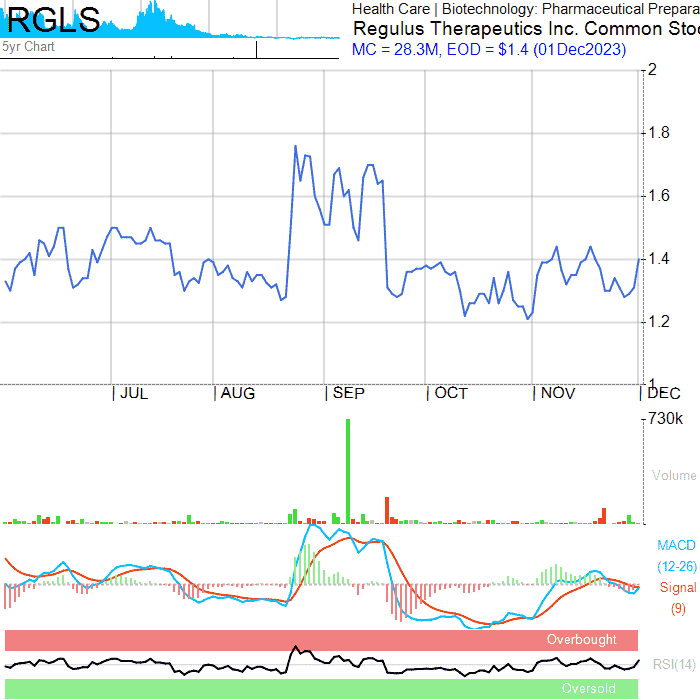 RGLS
5yr Chart
Health Care | Biotechnology: Pharmaceutical Prepara
Regulus Therapeutics Inc. Common Sto
MC = 28.3M, EOD = $1.4 (01Dec2023)
2
1.8
1.6
1.4
1.2
1
JUL
AUG
SEP
OCT
NOV
DEC
730k
Volume
MACD
(12-26)
Signal
(9)
Overbought
RSI(14)
Oversold